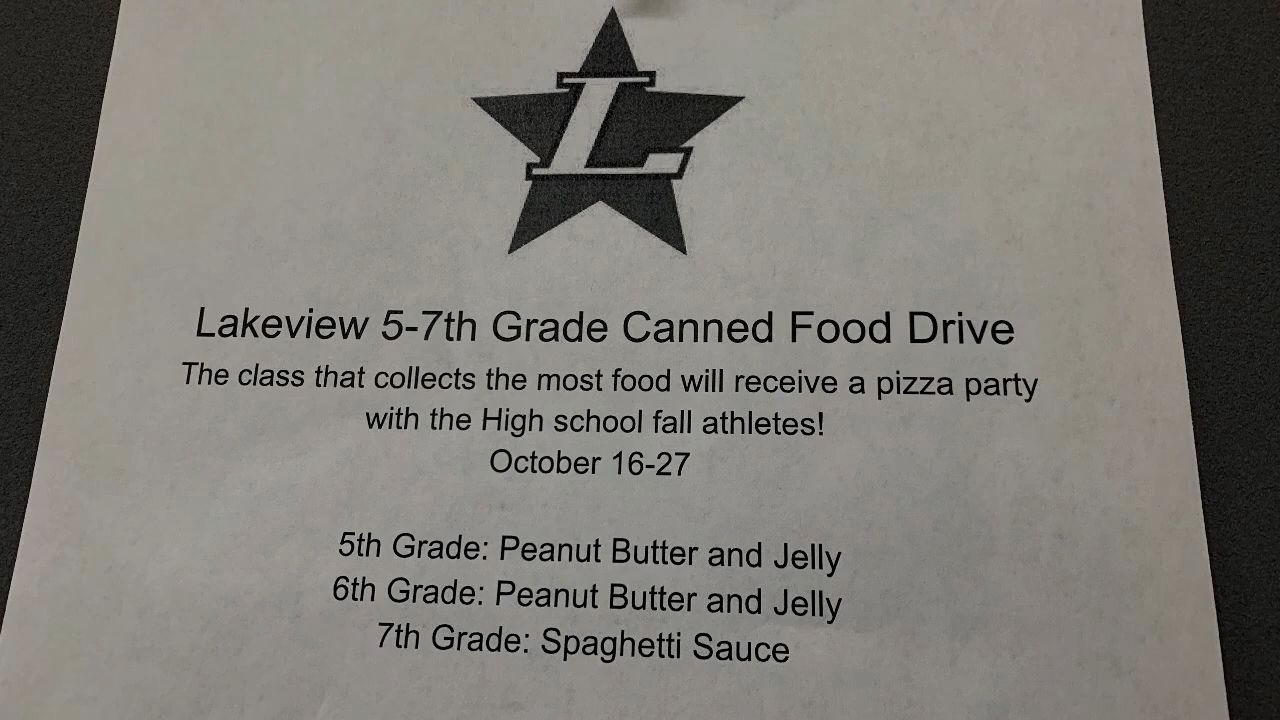 L
Lakeview 5-7th Grade Canned Food Drive
The class that collects the most food will receive a pizza party
with the High school fall athletes!
October 16-27
5th Grade: Peanut Butter and Jelly
6th Grade: Peanut Butter and Jelly
7th Grade: Spaghetti Sauce